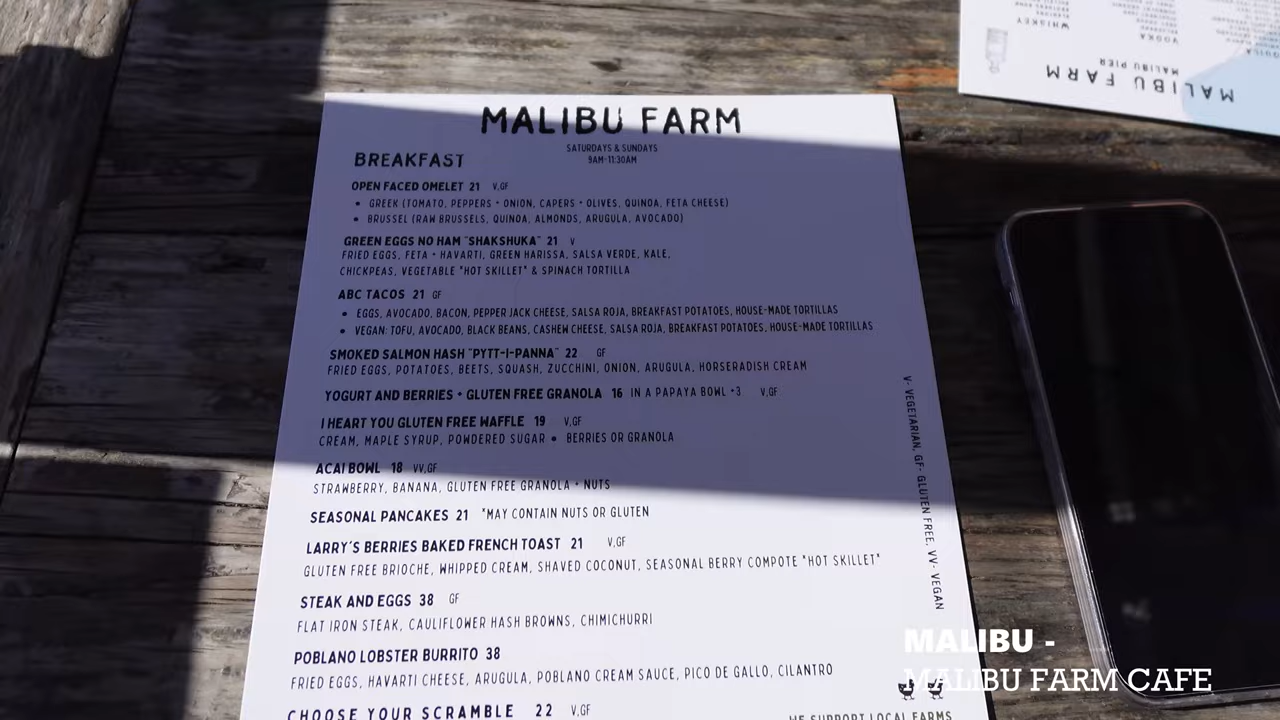 MALIBU FARM
SATURDAYS & SUNDAYS
9AM-11:30AM
BREAKFAST
OPEN FACED OMELET 21 V,GF
• GREEK (TOMATO, PEPPERS + ONION, CAPERS + OLIVES, QUINOA, FETA CHEESE)
• BRUSSEL (RAW BRUSSELS, QUINOA, ALMONDS, ARUGULA, AVOCADO)
GREEN EGGS NO HAM "SHAKSHUKA" 21 V
FRIED EGGS, FETA + HAVARTI, GREEN HARISSA, SALSA VERDE, KALE,
CHICKPEAS, VEGETABLE *HOT SKILLET* & SPINACH TORTILLA
ABC TACOS 21 GF
• EGGS, AVOCADO, BACON, PEPPER JACK CHEESE, SALSA ROJA, BREAKFAST POTATOES, HOUSE-MADE TORTILLAS
• VEGAN: TOFU, AVOCADO, BLACK BEANS, CASHEW CHEESE, SALSA ROJA, BREAKFAST POTATOES, HOUSE-MADE TORTILLAS
SMOKED SALMON HASH "PYTT-I-PANNA" 22 GF
FRIED EGGS, POTATOES, BEETS, SQUASH, ZUCCHINI, ONION, ARUGULA, HORSERADISH CREAM
YOGURT AND BERRIES + GLUTEN FREE GRANOLA 16 IN A PAPAYA BOWL +3 V,GF
I HEART YOU GLUTEN FREE WAFFLE 19 V,GF
CREAM, MAPLE SYRUP, POWDERED SUGAR • BERRIES OR GRANOLA
ACAI BOWL 18 VV,GF
STRAWBERRY, BANANA, GLUTEN FREE GRANOLA + NUTS
SEASONAL PANCAKES 21 *MAY CONTAIN NUTS OR GLUTEN
LARRY'S BERRIES BAKED FRENCH TOAST 21 V,GF
GLUTEN FREE BRIOCHE, WHIPPED CREAM, SHAVED COCONUT, SEASONAL BERRY COMPOTE *HOT SKILLET*
STEAK AND EGGS 38 GF
FLAT IRON STEAK, CAULIFLOWER HASH BROWNS, CHIMICHURRI
POBLANO LOBSTER BURRITO 38
FRIED EGGS, HAVARTI CHEESE, ARUGULA, POBLANO CREAM SAUCE, PICO DE GALLO, CILANTRO
CHOOSE YOUR SCRAMBLE 22 V,GF
WE SUPPORT LOCAL FARMS
V- VEGETARIAN, GF- GLUTEN FREE, VV- VEGAN
MALIBU FARM
MALIBU PIER
VODKA
WHISKEY
MALIBU -
MALIBU FARM CAFE